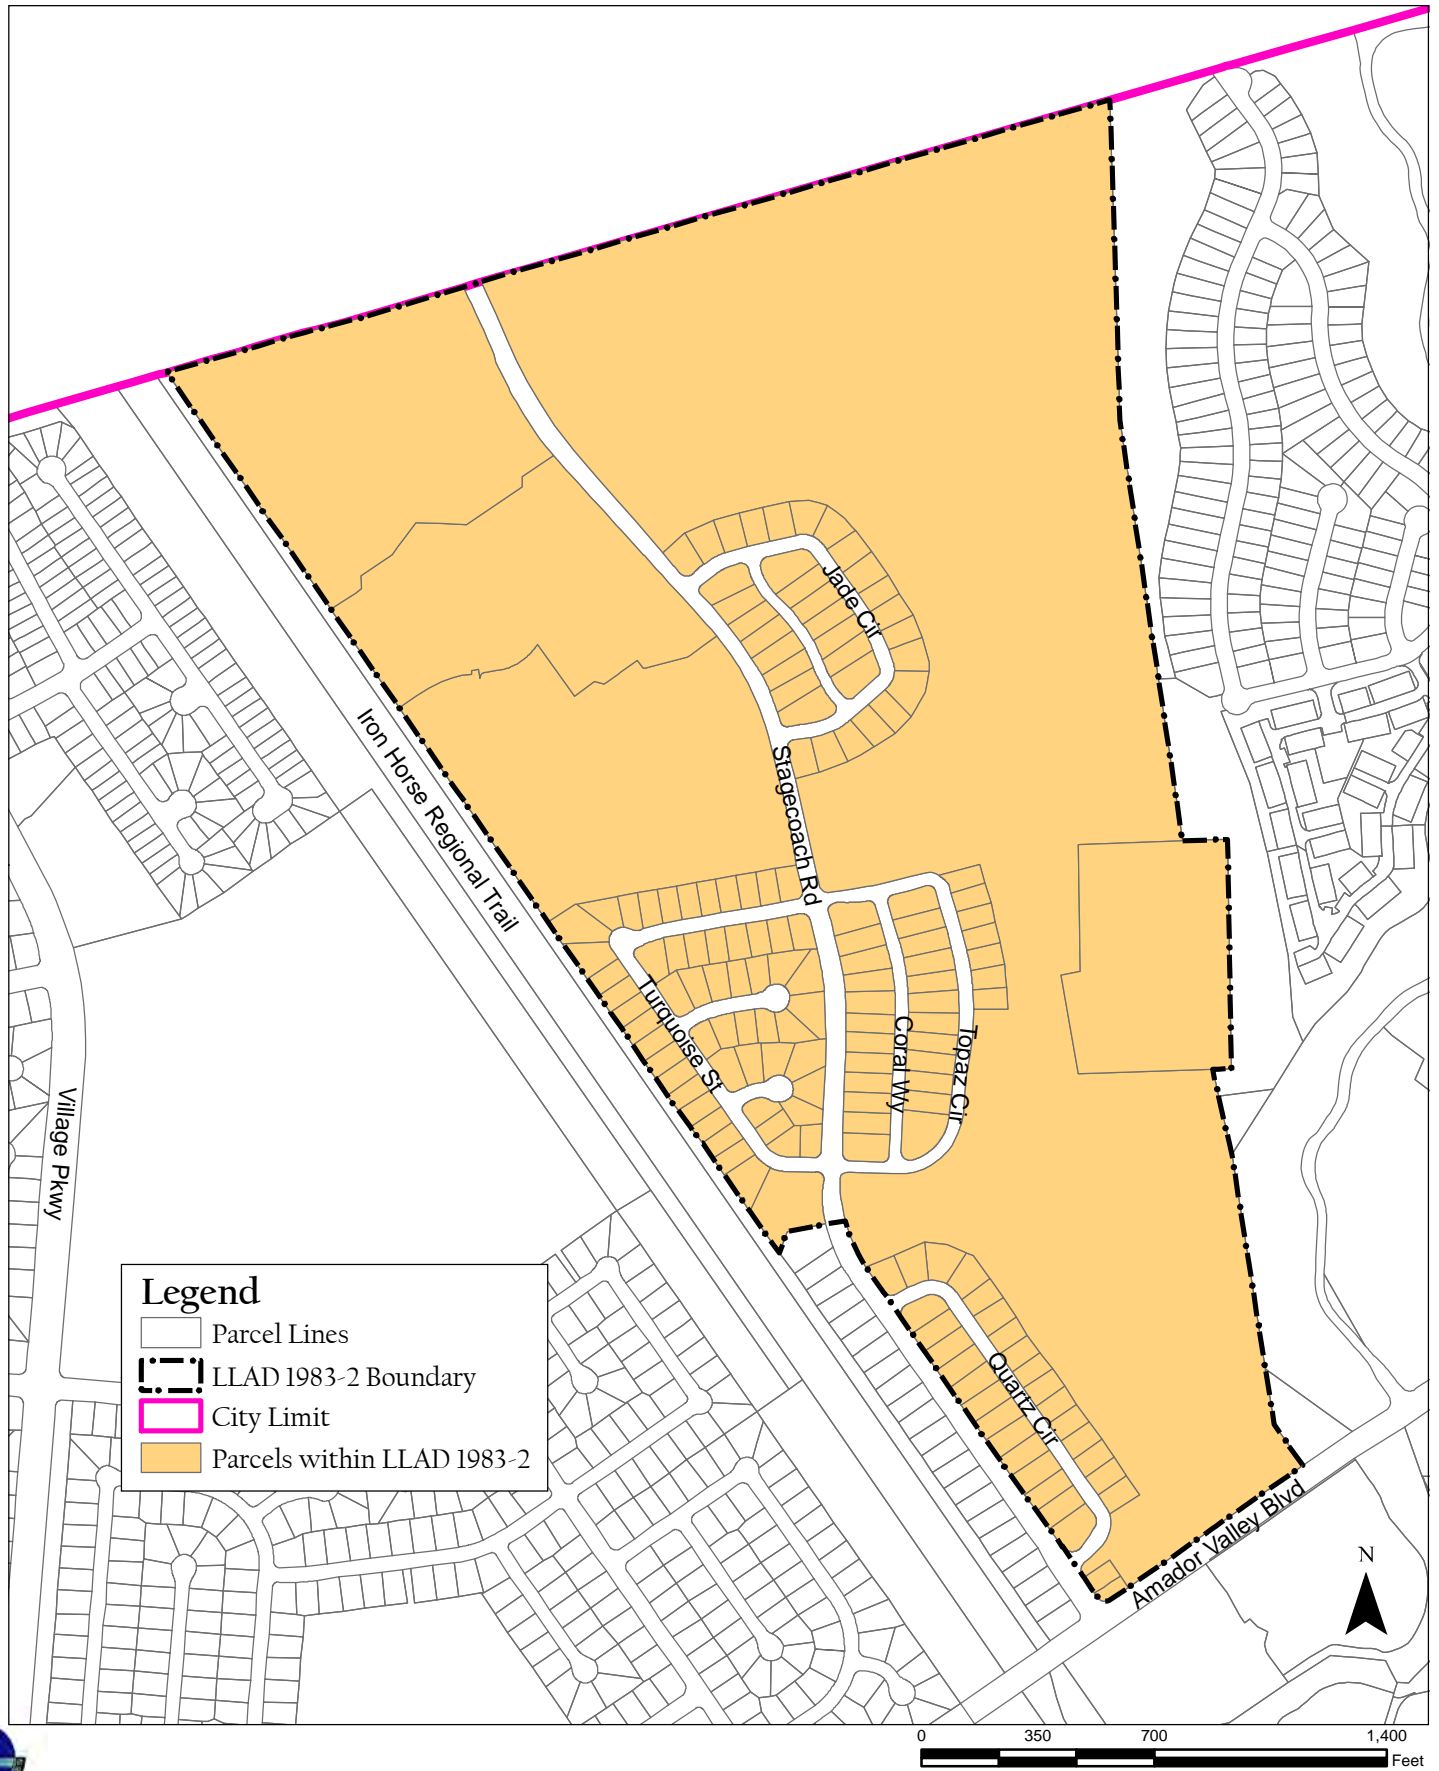 Jade Cir
Stagecoach Rd
Iron Horse Regional Trail
Turquoise St
Coral Wy
Topaz Cir
Village Pkwy
Quartz Cir
Amador Valley Blvd
Legend
Parcel Lines
LLAD 1983-2 Boundary
City Limit
Parcels within LLAD 1983-2
N
0 350 700 1,400
Feet